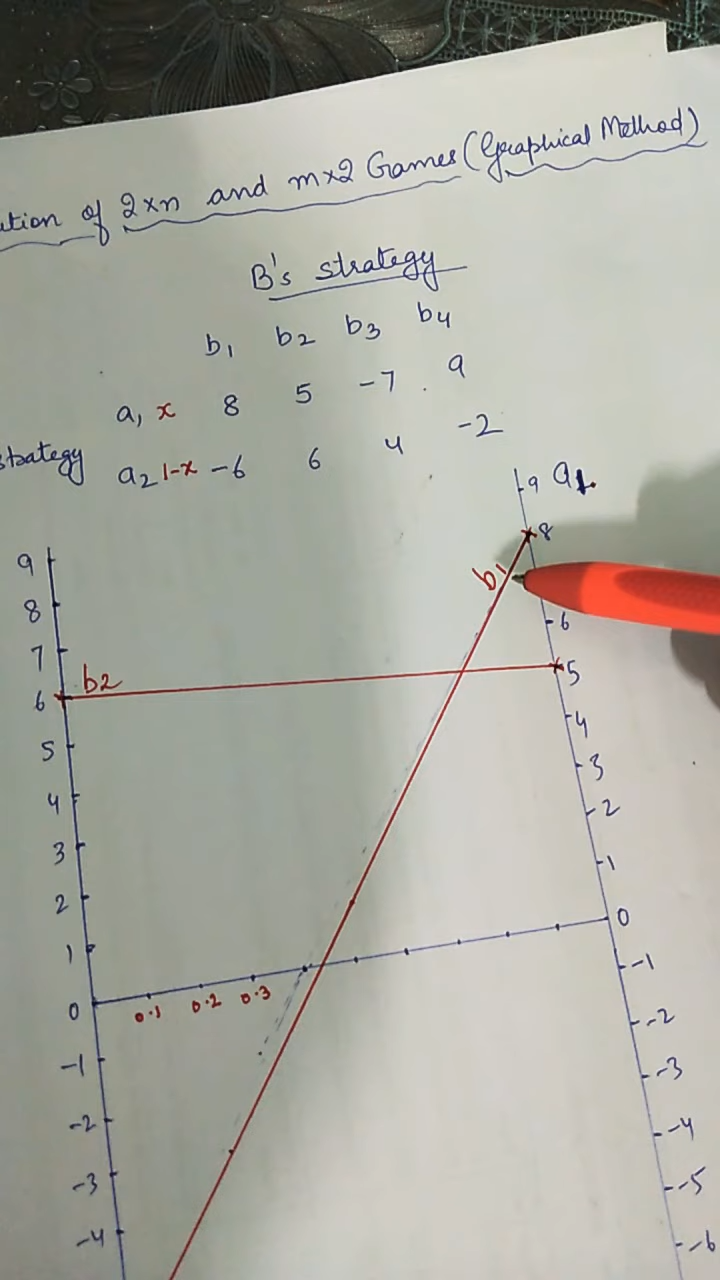 ution of 2xn and mx2 Games (Graphical Method)
B's strategy
b1 b2 b3 b4
a1 x 8 5 -7 . 9
strategy
a2 1-x -6 6 4 -2
9 a1.
8
6
5
4
3
2
1
0
-1
-2
-3
-4
-5
-6
b1
b2
9
8
7
6
5
4
3
2
1
0
-1
-2
-3
-4
0.1 0.2 0.3